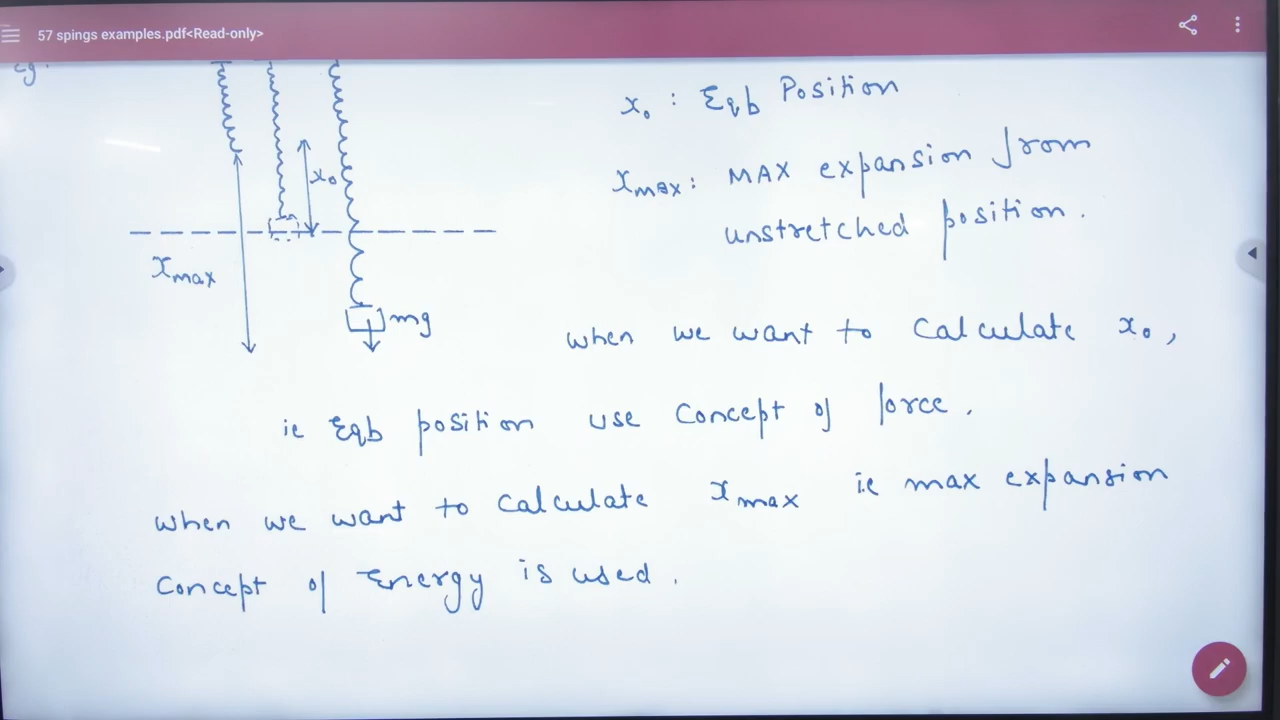 57 spings examples.pdf<Read-only>
eg.
x₀ : Eqb Position
x₀
xmax : MAX expansion from
unstretched position.
xmax
mg
when we want to calculate x₀,
ie Eqb position use concept of force.
when we want to calculate xmax i.e max expansion
concept of Energy is used.